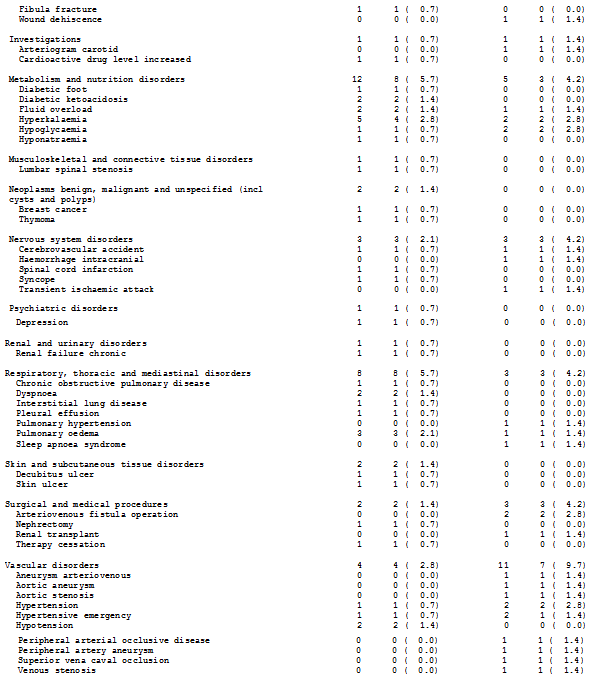 Fibula fracture 1 1 ( 0.7) 0 0 ( 0.0)
Wound dehiscence 0 0 ( 0.0) 1 1 ( 1.4)
Investigations 1 1 ( 0.7) 1 1 ( 1.4)
Arteriogram carotid 0 0 ( 0.0) 1 1 ( 1.4)
Cardioactive drug level increased 1 1 ( 0.7) 0 0 ( 0.0)
Metabolism and nutrition disorders 12 8 ( 5.7) 5 3 ( 4.2)
Diabetic foot 1 1 ( 0.7) 0 0 ( 0.0)
Diabetic ketoacidosis 2 2 ( 1.4) 0 0 ( 0.0)
Fluid overload 2 2 ( 1.4) 1 1 ( 1.4)
Hyperkalaemia 5 4 ( 2.8) 2 2 ( 2.8)
Hypoglycaemia 1 1 ( 0.7) 2 2 ( 2.8)
Hyponatraemia 1 1 ( 0.7) 0 0 ( 0.0)
Musculoskeletal and connective tissue disorders 1 1 ( 0.7) 0 0 ( 0.0)
Lumbar spinal stenosis 1 1 ( 0.7) 0 0 ( 0.0)
Neoplasms benign, malignant and unspecified (incl 2 2 ( 1.4) 0 0 ( 0.0)
cysts and polyps)
Breast cancer 1 1 ( 0.7) 0 0 ( 0.0)
Thymoma 1 1 ( 0.7) 0 0 ( 0.0)
Nervous system disorders 3 3 ( 2.1) 3 3 ( 4.2)
Cerebrovascular accident 1 1 ( 0.7) 1 1 ( 1.4)
Haemorrhage intracranial 0 0 ( 0.0) 1 1 ( 1.4)
Spinal cord infarction 1 1 ( 0.7) 0 0 ( 0.0)
Syncope 1 1 ( 0.7) 0 0 ( 0.0)
Transient ischaemic attack 0 0 ( 0.0) 1 1 ( 1.4)
Psychiatric disorders 1 1 ( 0.7) 0 0 ( 0.0)
Depression 1 1 ( 0.7) 0 0 ( 0.0)
Renal and urinary disorders 1 1 ( 0.7) 0 0 ( 0.0)
Renal failure chronic 1 1 ( 0.7) 0 0 ( 0.0)
Respiratory, thoracic and mediastinal disorders 8 8 ( 5.7) 3 3 ( 4.2)
Chronic obstructive pulmonary disease 1 1 ( 0.7) 0 0 ( 0.0)
Dyspnoea 2 2 ( 1.4) 0 0 ( 0.0)
Interstitial lung disease 1 1 ( 0.7) 0 0 ( 0.0)
Pleural effusion 1 1 ( 0.7) 0 0 ( 0.0)
Pulmonary hypertension 0 0 ( 0.0) 1 1 ( 1.4)
Pulmonary oedema 3 3 ( 2.1) 1 1 ( 1.4)
Sleep apnoea syndrome 0 0 ( 0.0) 1 1 ( 1.4)
Skin and subcutaneous tissue disorders 2 2 ( 1.4) 0 0 ( 0.0)
Decubitus ulcer 1 1 ( 0.7) 0 0 ( 0.0)
Skin ulcer 1 1 ( 0.7) 0 0 ( 0.0)
Surgical and medical procedures 2 2 ( 1.4) 3 3 ( 4.2)
Arteriovenous fistula operation 0 0 ( 0.0) 2 2 ( 2.8)
Nephrectomy 1 1 ( 0.7) 0 0 ( 0.0)
Renal transplant 0 0 ( 0.0) 1 1 ( 1.4)
Therapy cessation 1 1 ( 0.7) 0 0 ( 0.0)
Vascular disorders 4 4 ( 2.8) 11 7 ( 9.7)
Aneurysm arteriovenous 0 0 ( 0.0) 1 1 ( 1.4)
Aortic aneurysm 0 0 ( 0.0) 1 1 ( 1.4)
Aortic stenosis 0 0 ( 0.0) 1 1 ( 1.4)
Hypertension 1 1 ( 0.7) 2 2 ( 2.8)
Hypertensive emergency 1 1 ( 0.7) 2 1 ( 1.4)
Hypotension 2 2 ( 1.4) 0 0 ( 0.0)
Peripheral arterial occlusive disease 0 0 ( 0.0) 1 1 ( 1.4)
Peripheral artery aneurysm 0 0 ( 0.0) 1 1 ( 1.4)
Superior vena caval occlusion 0 0 ( 0.0) 1 1 ( 1.4)
Venous stenosis 0 0 ( 0.0) 1 1 ( 1.4)